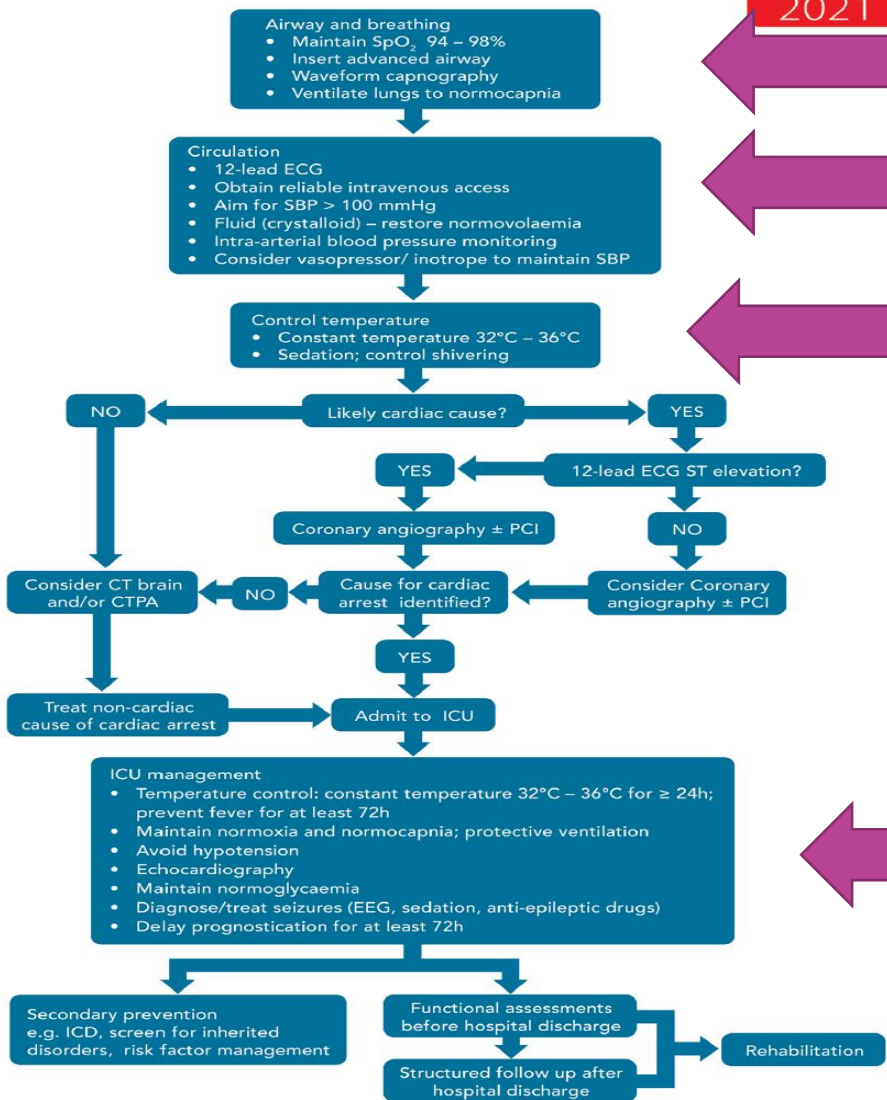 2021
Airway and breathing
• Maintain SpO₂ 94 – 98%
• Insert advanced airway
• Waveform capnography
• Ventilate lungs to normocapnia
Circulation
• 12-lead ECG
• Obtain reliable intravenous access
• Aim for SBP > 100 mmHg
• Fluid (crystalloid) – restore normovolaemia
• Intra-arterial blood pressure monitoring
• Consider vasopressor/ inotrope to maintain SBP
Control temperature
• Constant temperature 32°C – 36°C
• Sedation; control shivering
NO
Likely cardiac cause?
YES
YES
12-lead ECG ST elevation?
Coronary angiography ± PCI
NO
Consider CT brain
and/or CTPA
NO
Cause for cardiac
arrest identified?
Consider Coronary
angiography ± PCI
YES
Treat non-cardiac
cause of cardiac arrest
Admit to ICU
ICU management
• Temperature control: constant temperature 32°C – 36°C for ≥ 24h;
prevent fever for at least 72h
• Maintain normoxia and normocapnia; protective ventilation
• Avoid hypotension
• Echocardiography
• Maintain normoglycaemia
• Diagnose/treat seizures (EEG, sedation, anti-epileptic drugs)
• Delay prognostication for at least 72h
Secondary prevention
e.g. ICD, screen for inherited
disorders, risk factor management
Functional assessments
before hospital discharge
Structured follow up after
hospital discharge
Rehabilitation